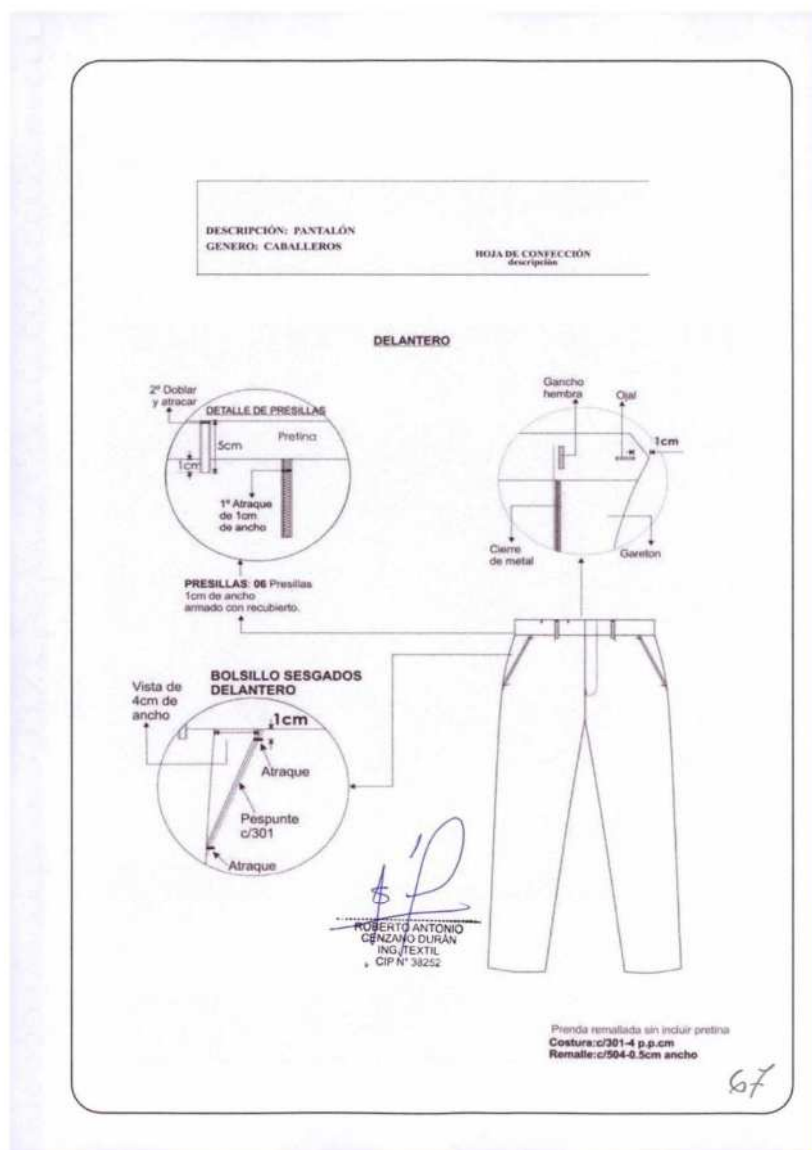 DESCRIPCIÓN: PANTALÓN
GENERO: CABALLEROS
HOJA DE CONFECCIÓN
descripción
DELANTERO
2º Doblar
y atracar
DETALLE DE PRESILLAS
Pretina
5cm
1cm
1º Atraque
de 1cm
de ancho
PRESILLAS: 06 Presillas
1cm de ancho
armado con recubierto.
Gancho
hembra
Ojal
1cm
Cierre
de metal
Gareton
BOLSILLO SESGADOS
DELANTERO
Vista de
4cm de
ancho
1cm
Atraque
Pespunte
c/301
Atraque
ROBERTO ANTONIO
CENZANO DURÁN
ING. TEXTIL
CIP Nº 38252
Prenda remallada sin incluir pretina
Costura:c/301-4 p.p.cm
Remalle:c/504-0.5cm ancho
67